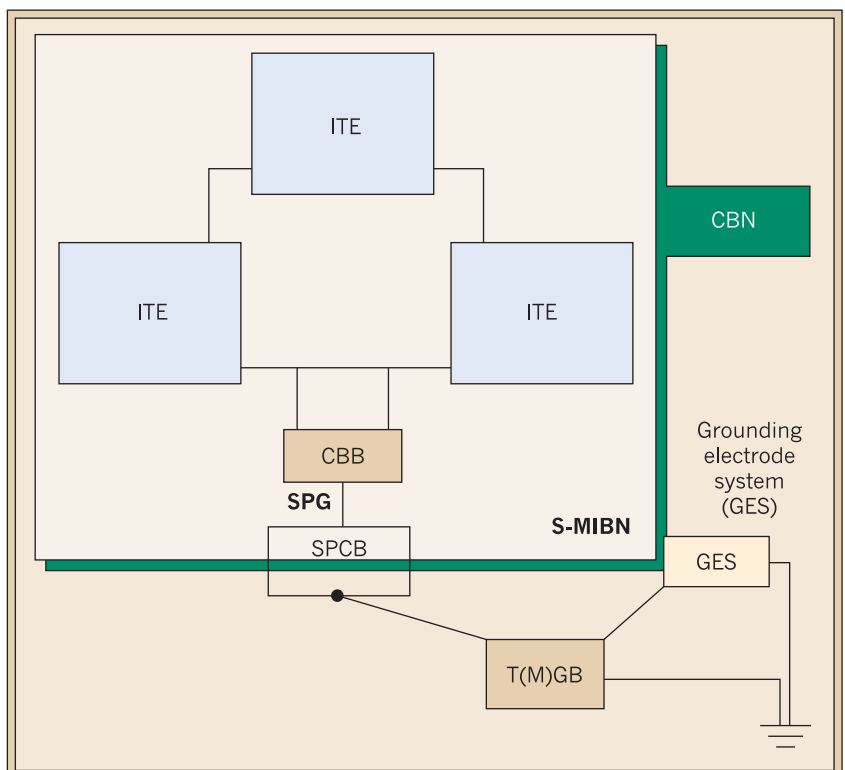 ITE
CBN
ITE
ITE
Grounding
electrode
system
(GES)
CBB
SPG
S-MIBN
SPCB
GES
T(M)GB